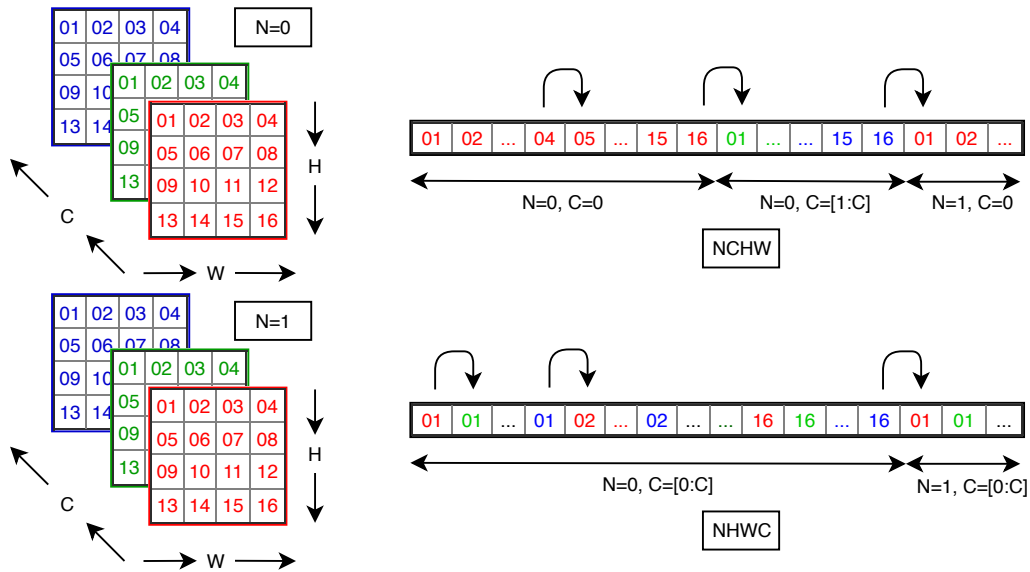 01 02 03 04
05 06 07 08
09 10
13 14
01 02 03 04
05
09
13
01 02 03 04
05 06 07 08
09 10 11 12
13 14 15 16
N=0
H
C
W
01 02 ... 04 05 ... 15 16 01 ... ... 15 16 01 02 ...
N=0, C=0
N=0, C=[1:C]
N=1, C=0
NCHW
01 02 03 04
05 06 07 08
09 10
13 14
01 02 03 04
05
09
13
01 02 03 04
05 06 07 08
09 10 11 12
13 14 15 16
N=1
H
C
W
01 01 ... 01 02 ... 02 ... ... 16 16 ... 16 01 01 ...
N=0, C=[0:C]
N=1, C=[0:C]
NHWC